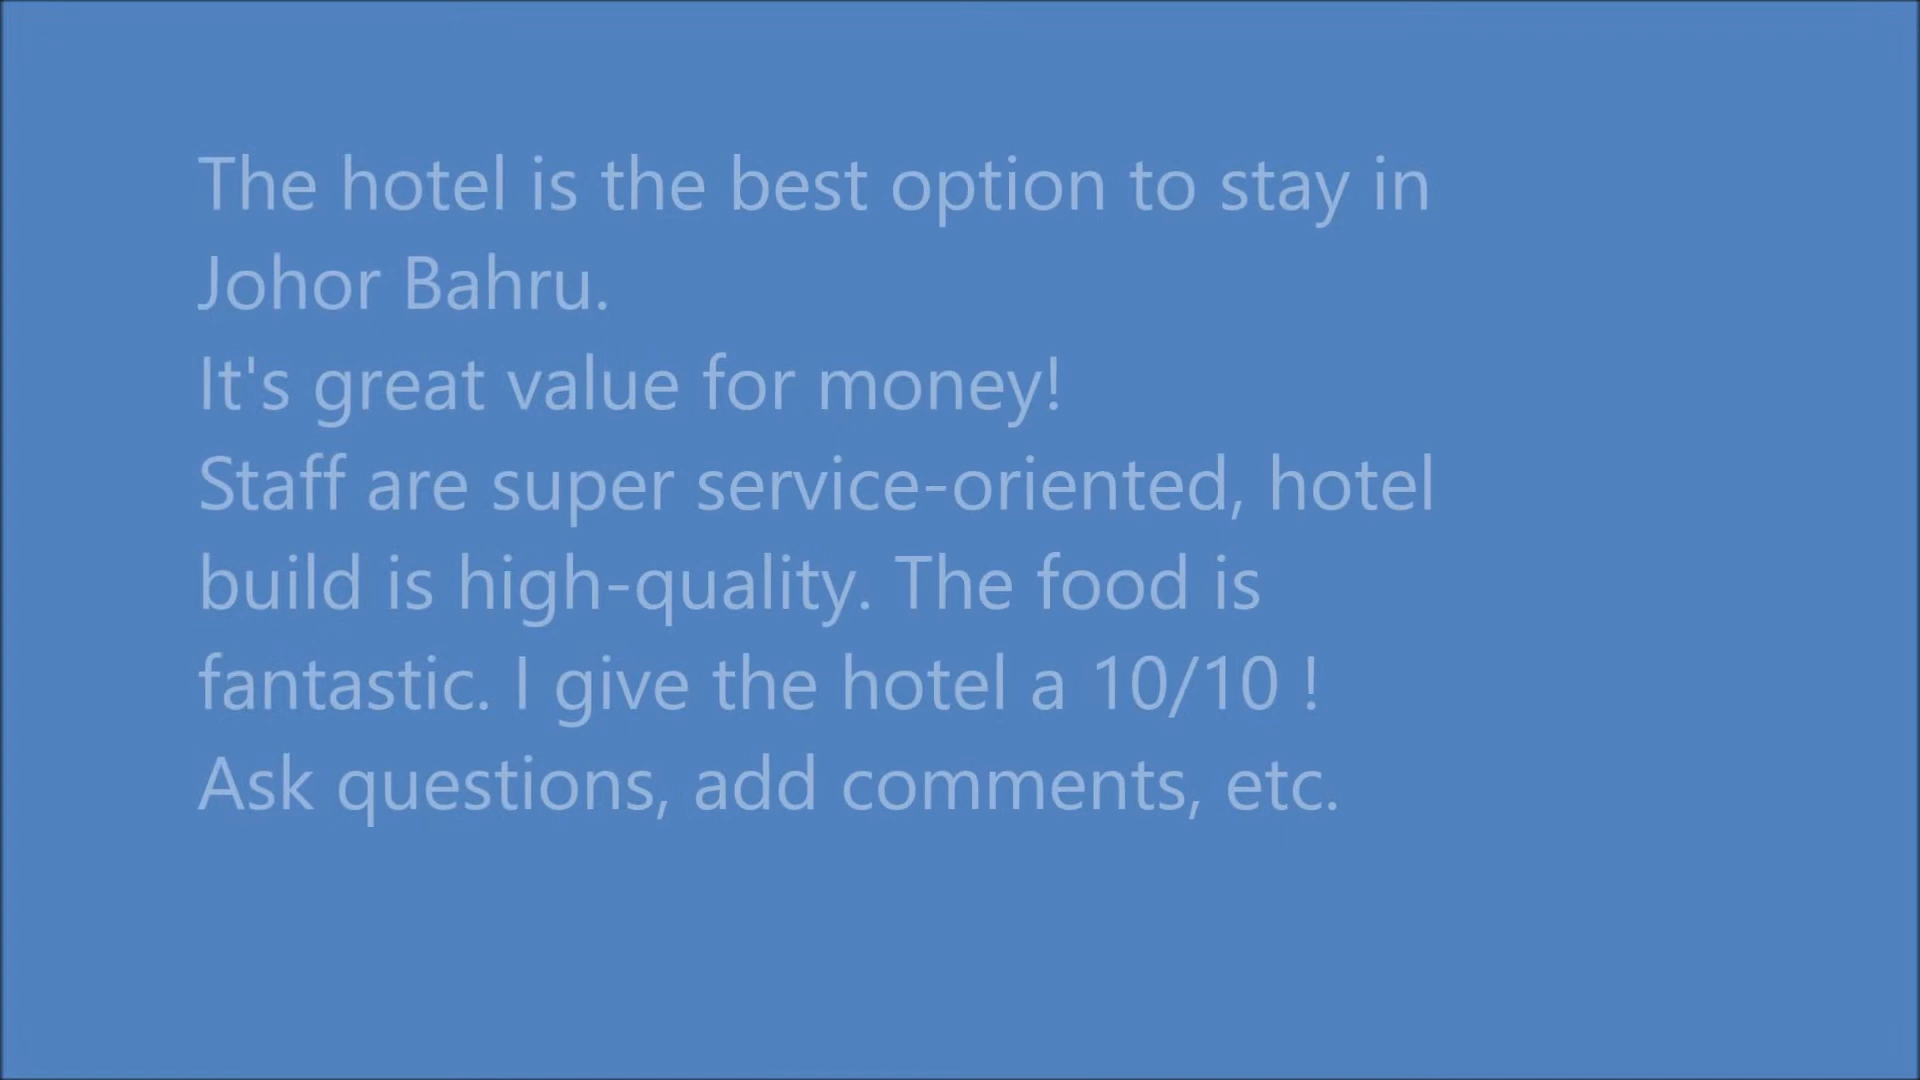 The hotel is the best option to stay in
Johor Bahru.
It's great value for money!
Staff are super service-oriented, hotel
build is high-quality. The food is
fantastic. I give the hotel a 10/10 !
Ask questions, add comments, etc.